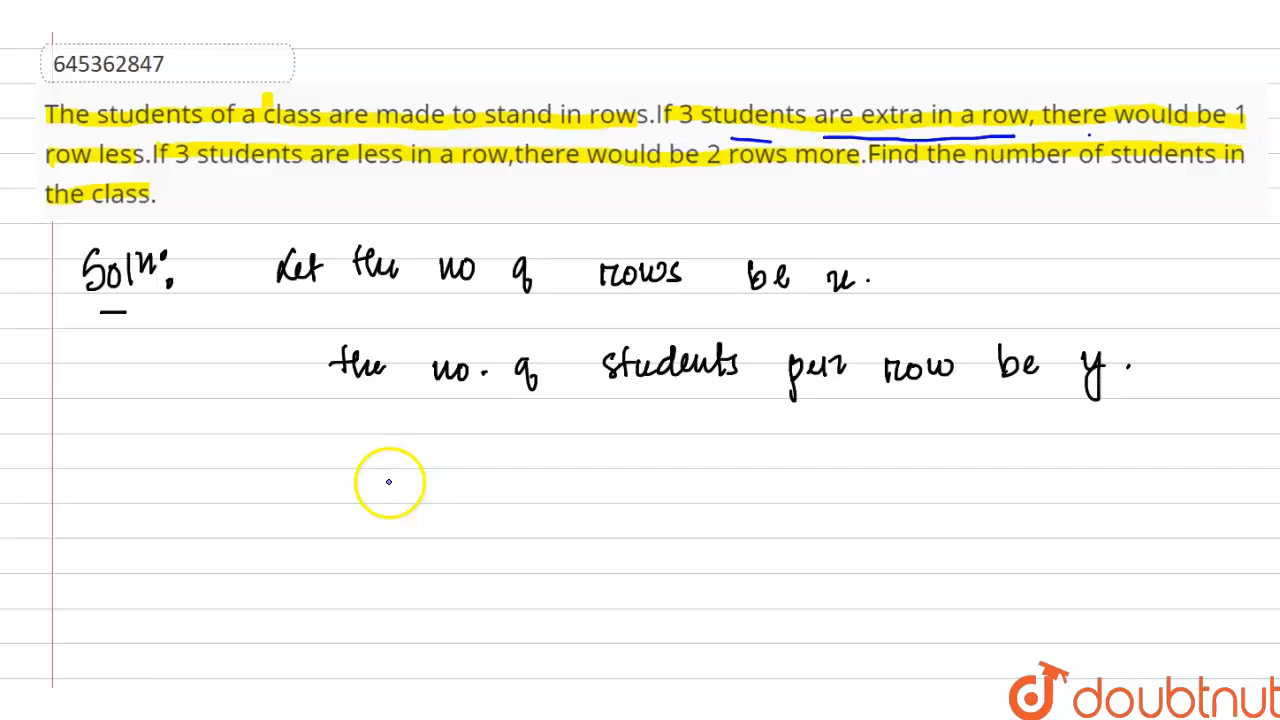 645362847
The students of a class are made to stand in rows.If 3 students are extra in a row, there would be 1
row less.If 3 students are less in a row,there would be 2 rows more.Find the number of students in
the class.
Soln:
Let the no of rows be x.
the no. of students per row be y.
doubtnut